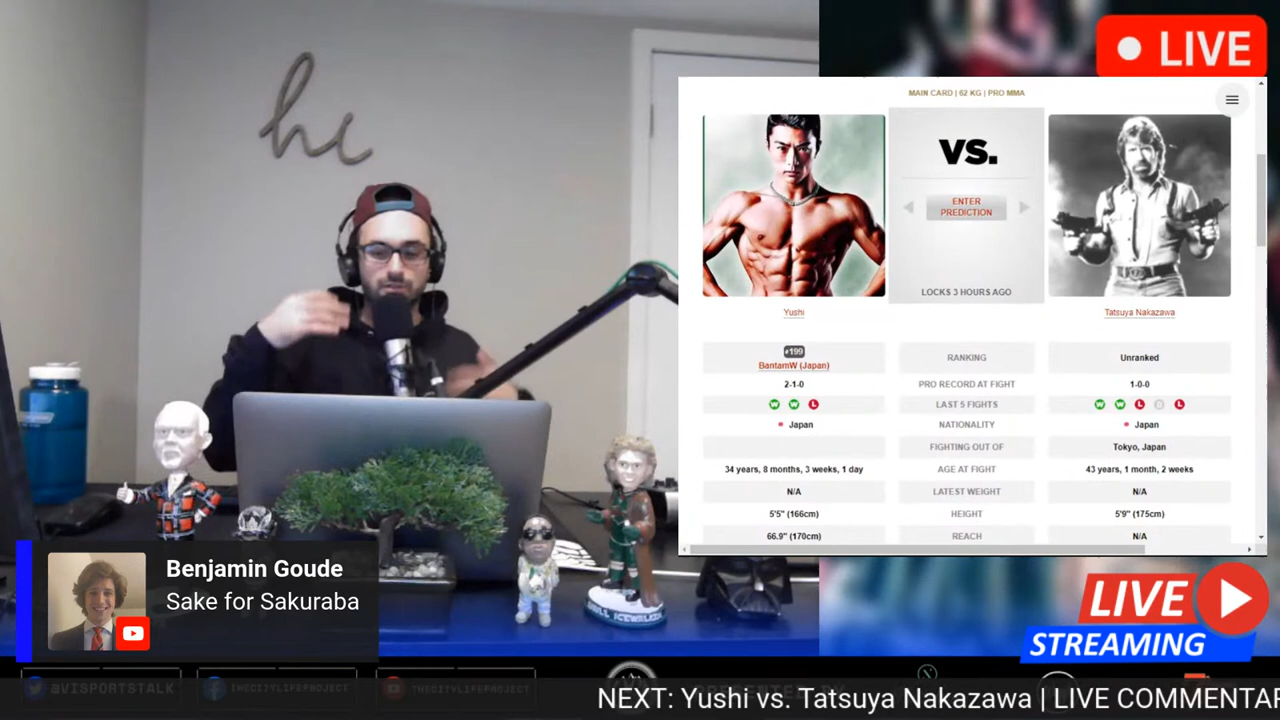 hi
LIVE
MAIN CARD | 62 KG | PRO MMA
VS.
ENTER
PREDICTION
LOCKS 3 HOURS AGO
Yushi
Tatsuya Nakazawa
#199
BantamW (Japan)
RANKING
Unranked
2-1-0
PRO RECORD AT FIGHT
1-0-0
W W L
LAST 5 FIGHTS
W W L D L
Japan
NATIONALITY
Japan
FIGHTING OUT OF
Tokyo, Japan
34 years, 8 months, 3 weeks, 1 day
AGE AT FIGHT
43 years, 1 month, 2 weeks
N/A
LATEST WEIGHT
N/A
5'5" (166cm)
HEIGHT
5'9" (175cm)
66.9" (170cm)
REACH
N/A
Benjamin Goude
Sake for Sakuraba
LIVE
STREAMING
@VISPORTSTALK
THECITYLIFEPROJECT
THECITYLIFEPROJECT
NEXT: Yushi vs. Tatsuya Nakazawa | LIVE COMMENTAR